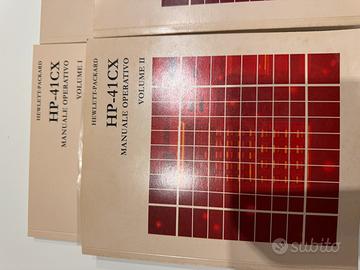 HEWLETT-PACKARD
HP-41CX
MANUALE OPERATIVO
VOLUME I
HEWLETT-PACKARD
HP-41CX
MANUALE OPERATIVO
VOLUME II
subito